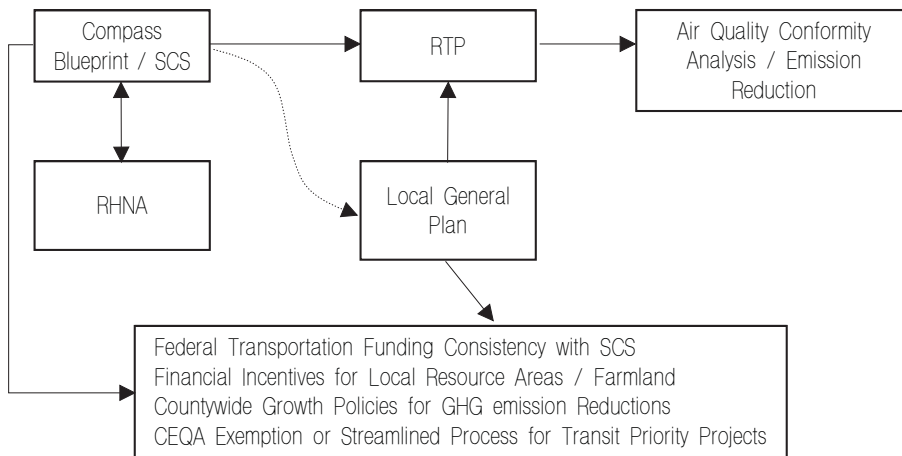 Compass
Blueprint / SCS
RTP
Air Quality Conformity
Analysis / Emission
Reduction
RHNA
Local General
Plan
Federal Transportation Funding Consistency with SCS
Financial Incentives for Local Resource Areas / Farmland
Countywide Growth Policies for GHG emission Reductions
CEQA Exemption or Streamlined Process for Transit Priority Projects